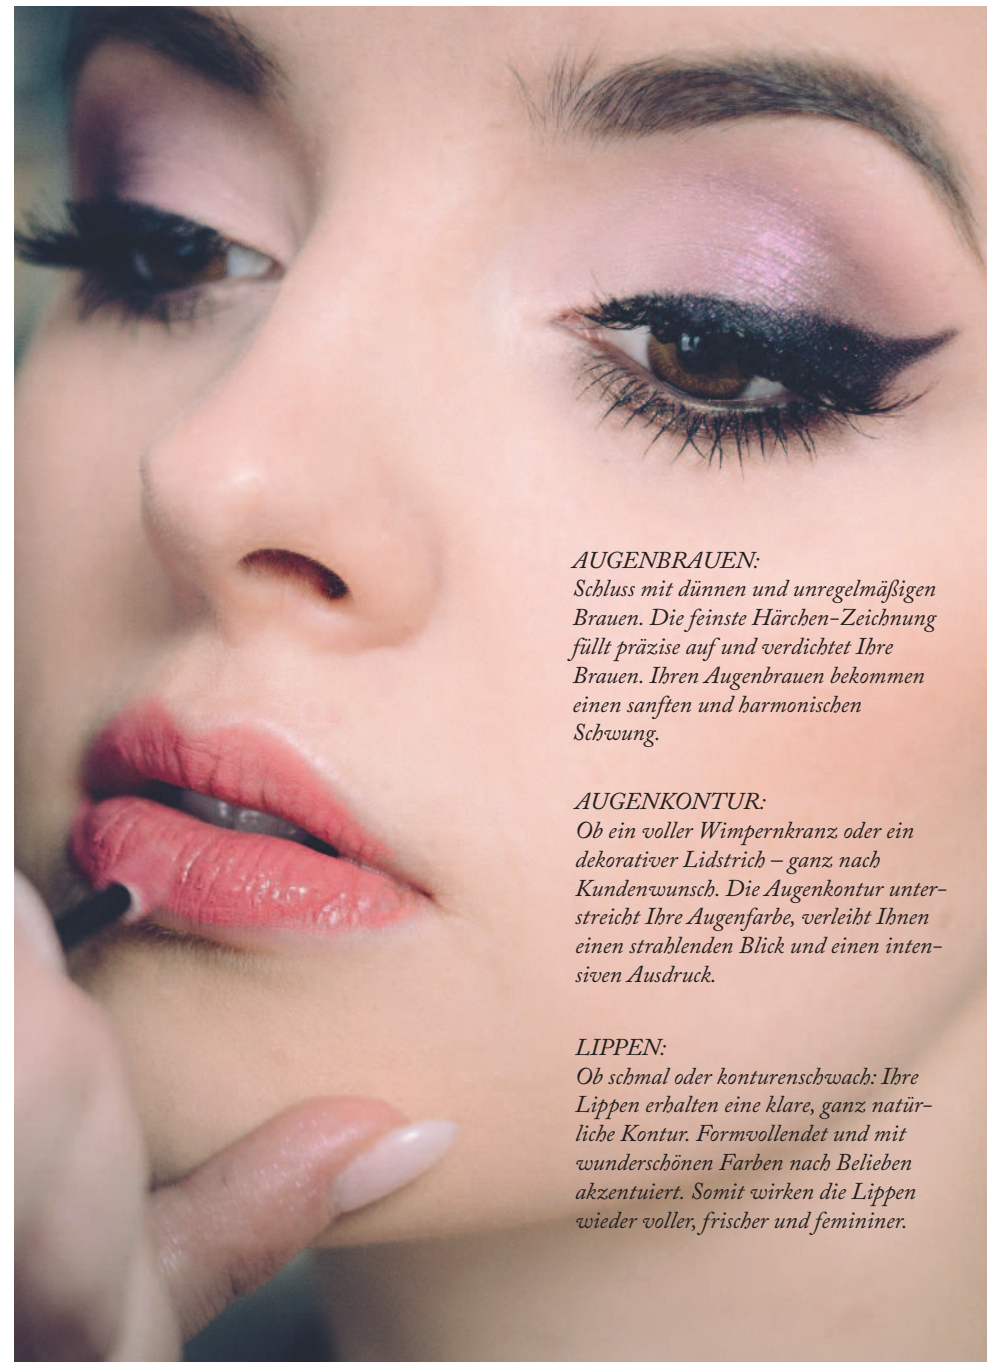 AUGENBRAUEN:
Schluss mit dünnen und unregelmäßigen
Brauen. Die feinste Härchen-Zeichnung
füllt präzise auf und verdichtet Ihre
Brauen. Ihren Augenbrauen bekommen
einen sanften und harmonischen
Schwung.
AUGENKONTUR:
Ob ein voller Wimpernkranz oder ein
dekorativer Lidstrich – ganz nach
Kundenwunsch. Die Augenkontur unter-
streicht Ihre Augenfarbe, verleiht Ihnen
einen strahlenden Blick und einen inten-
siven Ausdruck.
LIPPEN:
Ob schmal oder konturenschwach: Ihre
Lippen erhalten eine klare, ganz natür-
liche Kontur. Formvollendet und mit
wunderschönen Farben nach Belieben
akzentuiert. Somit wirken die Lippen
wieder voller, frischer und femininer.